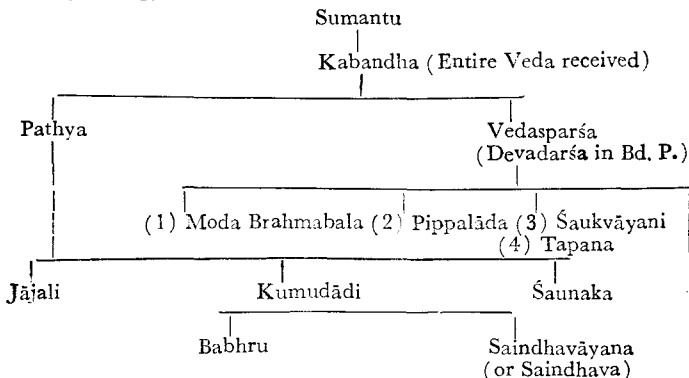 Sumantu
Kabandha (Entire Veda received)
Pathya Vedasparśa
(Devadarśa in Bd. P.)
(1) Moda Brahmabala (2) Pippalāda (3) Śaukvāyani
(4) Tapana
Jājali Kumudādi Śaunaka
Babhru Saindhavāyana
(or Saindhava)